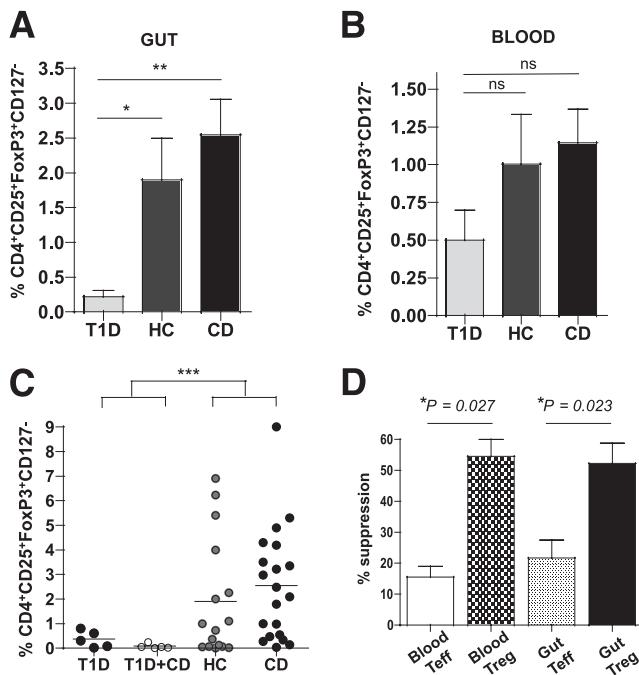 A
GUT
% CD4+CD25+FoxP3+CD127-
3.5
3.0
2.5
2.0
1.5
1.0
0.5
0.0
**
*
T1D HC CD
B
BLOOD
% CD4+CD25+FoxP3+CD127-
1.50
1.25
1.00
0.75
0.50
0.25
0.00
ns
ns
T1D HC CD
C
***
% CD4+CD25+FoxP3+CD127-
9
8
7
6
5
4
3
2
1
0
T1D T1D+CD HC CD
D
*P = 0.027 *P = 0.023
% suppression
60
50
40
30
20
10
0
Blood
Teff
Blood
Treg
Gut
Teff
Gut
Treg